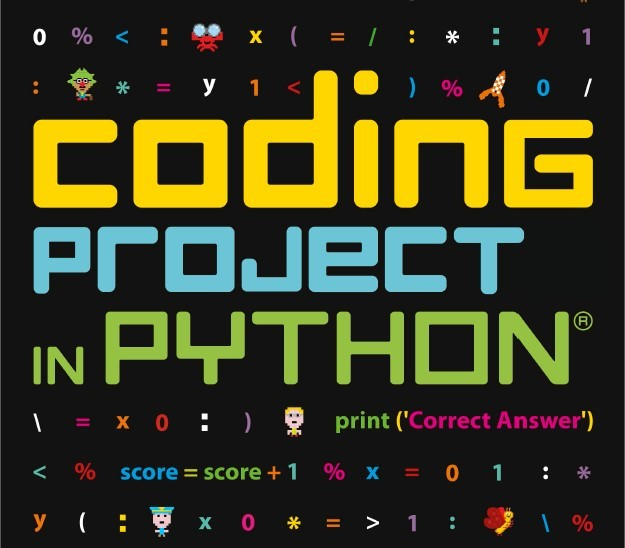 0 % < : x ( = / : * : y 1
: * = y 1 < ) % 0 /
coding
PROJECT
IN PYTHON®
\ = x 0 : ) print ('Correct Answer')
< % score = score + 1 % x = 0 1 : *
y ( : x 0 * = > 1 : \ %